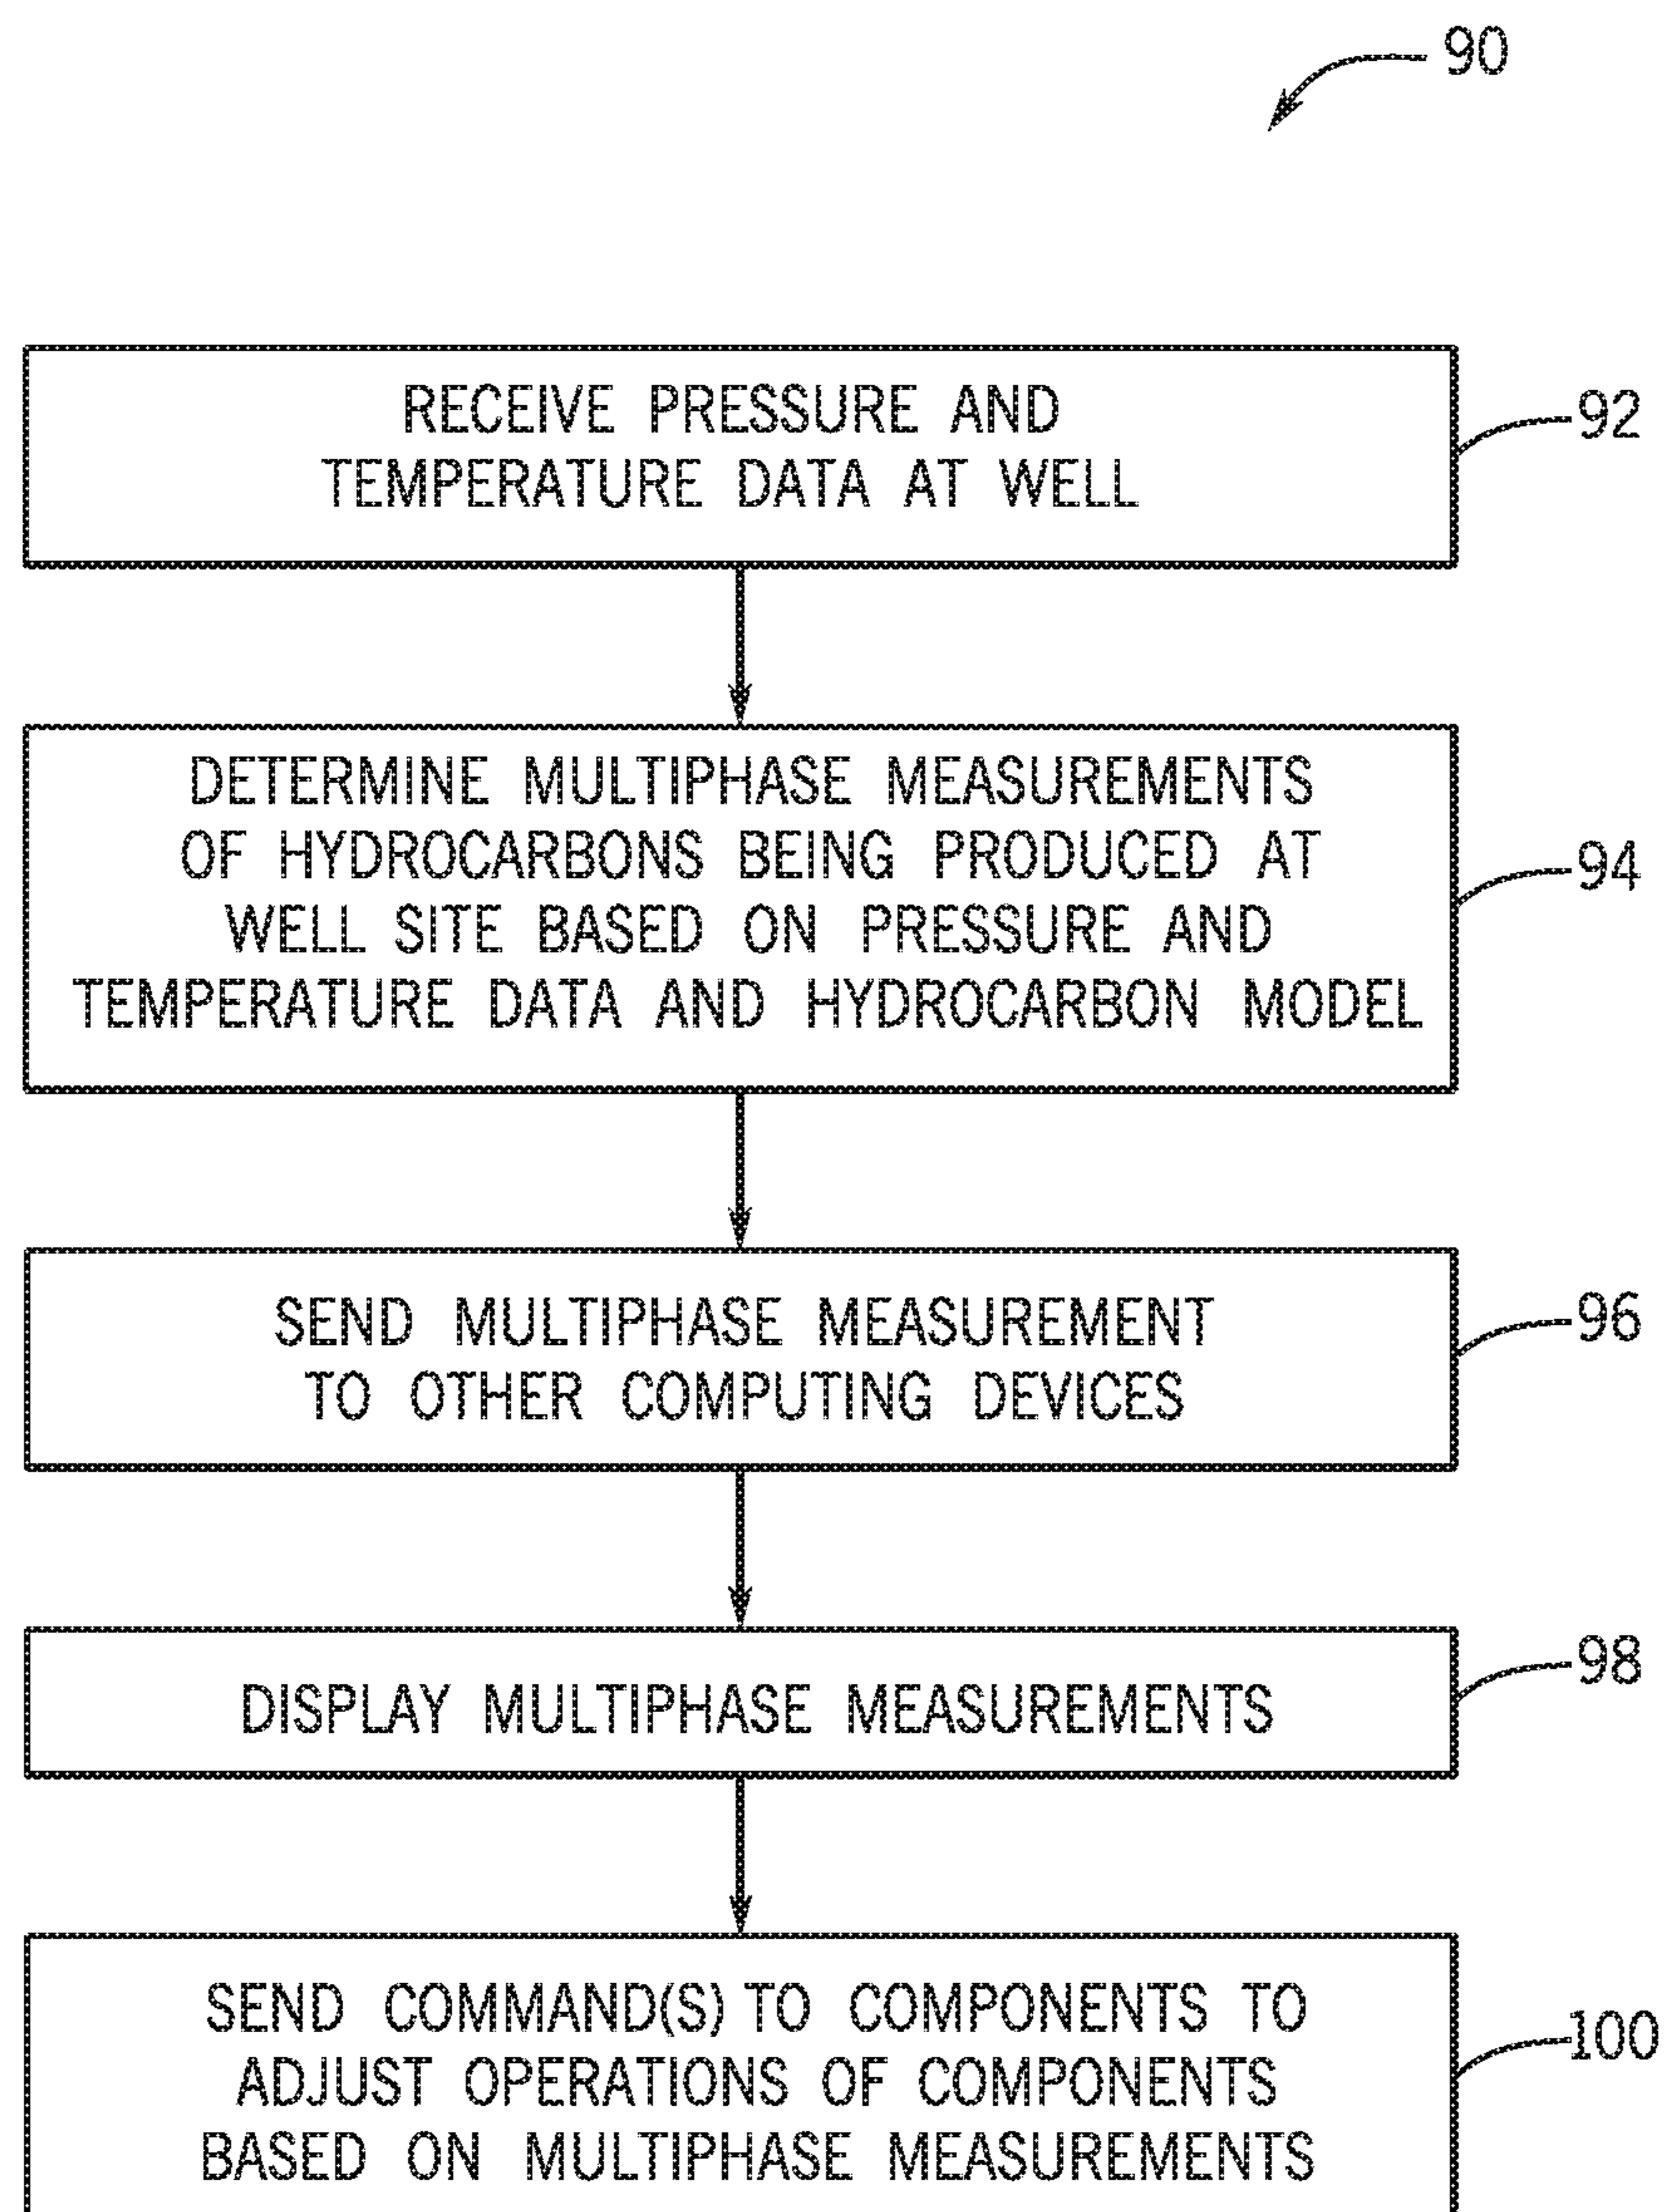 90
RECEIVE PRESSURE AND
TEMPERATURE DATA AT WELL
92
DETERMINE MULTIPHASE MEASUREMENTS
OF HYDROCARBONS BEING PRODUCED AT
WELL SITE BASED ON PRESSURE AND
TEMPERATURE DATA AND HYDROCARBON MODEL
94
SEND MULTIPHASE MEASUREMENT
TO OTHER COMPUTING DEVICES
96
DISPLAY MULTIPHASE MEASUREMENTS
98
SEND COMMAND(S) TO COMPONENTS TO
ADJUST OPERATIONS OF COMPONENTS
BASED ON MULTIPHASE MEASUREMENTS
100